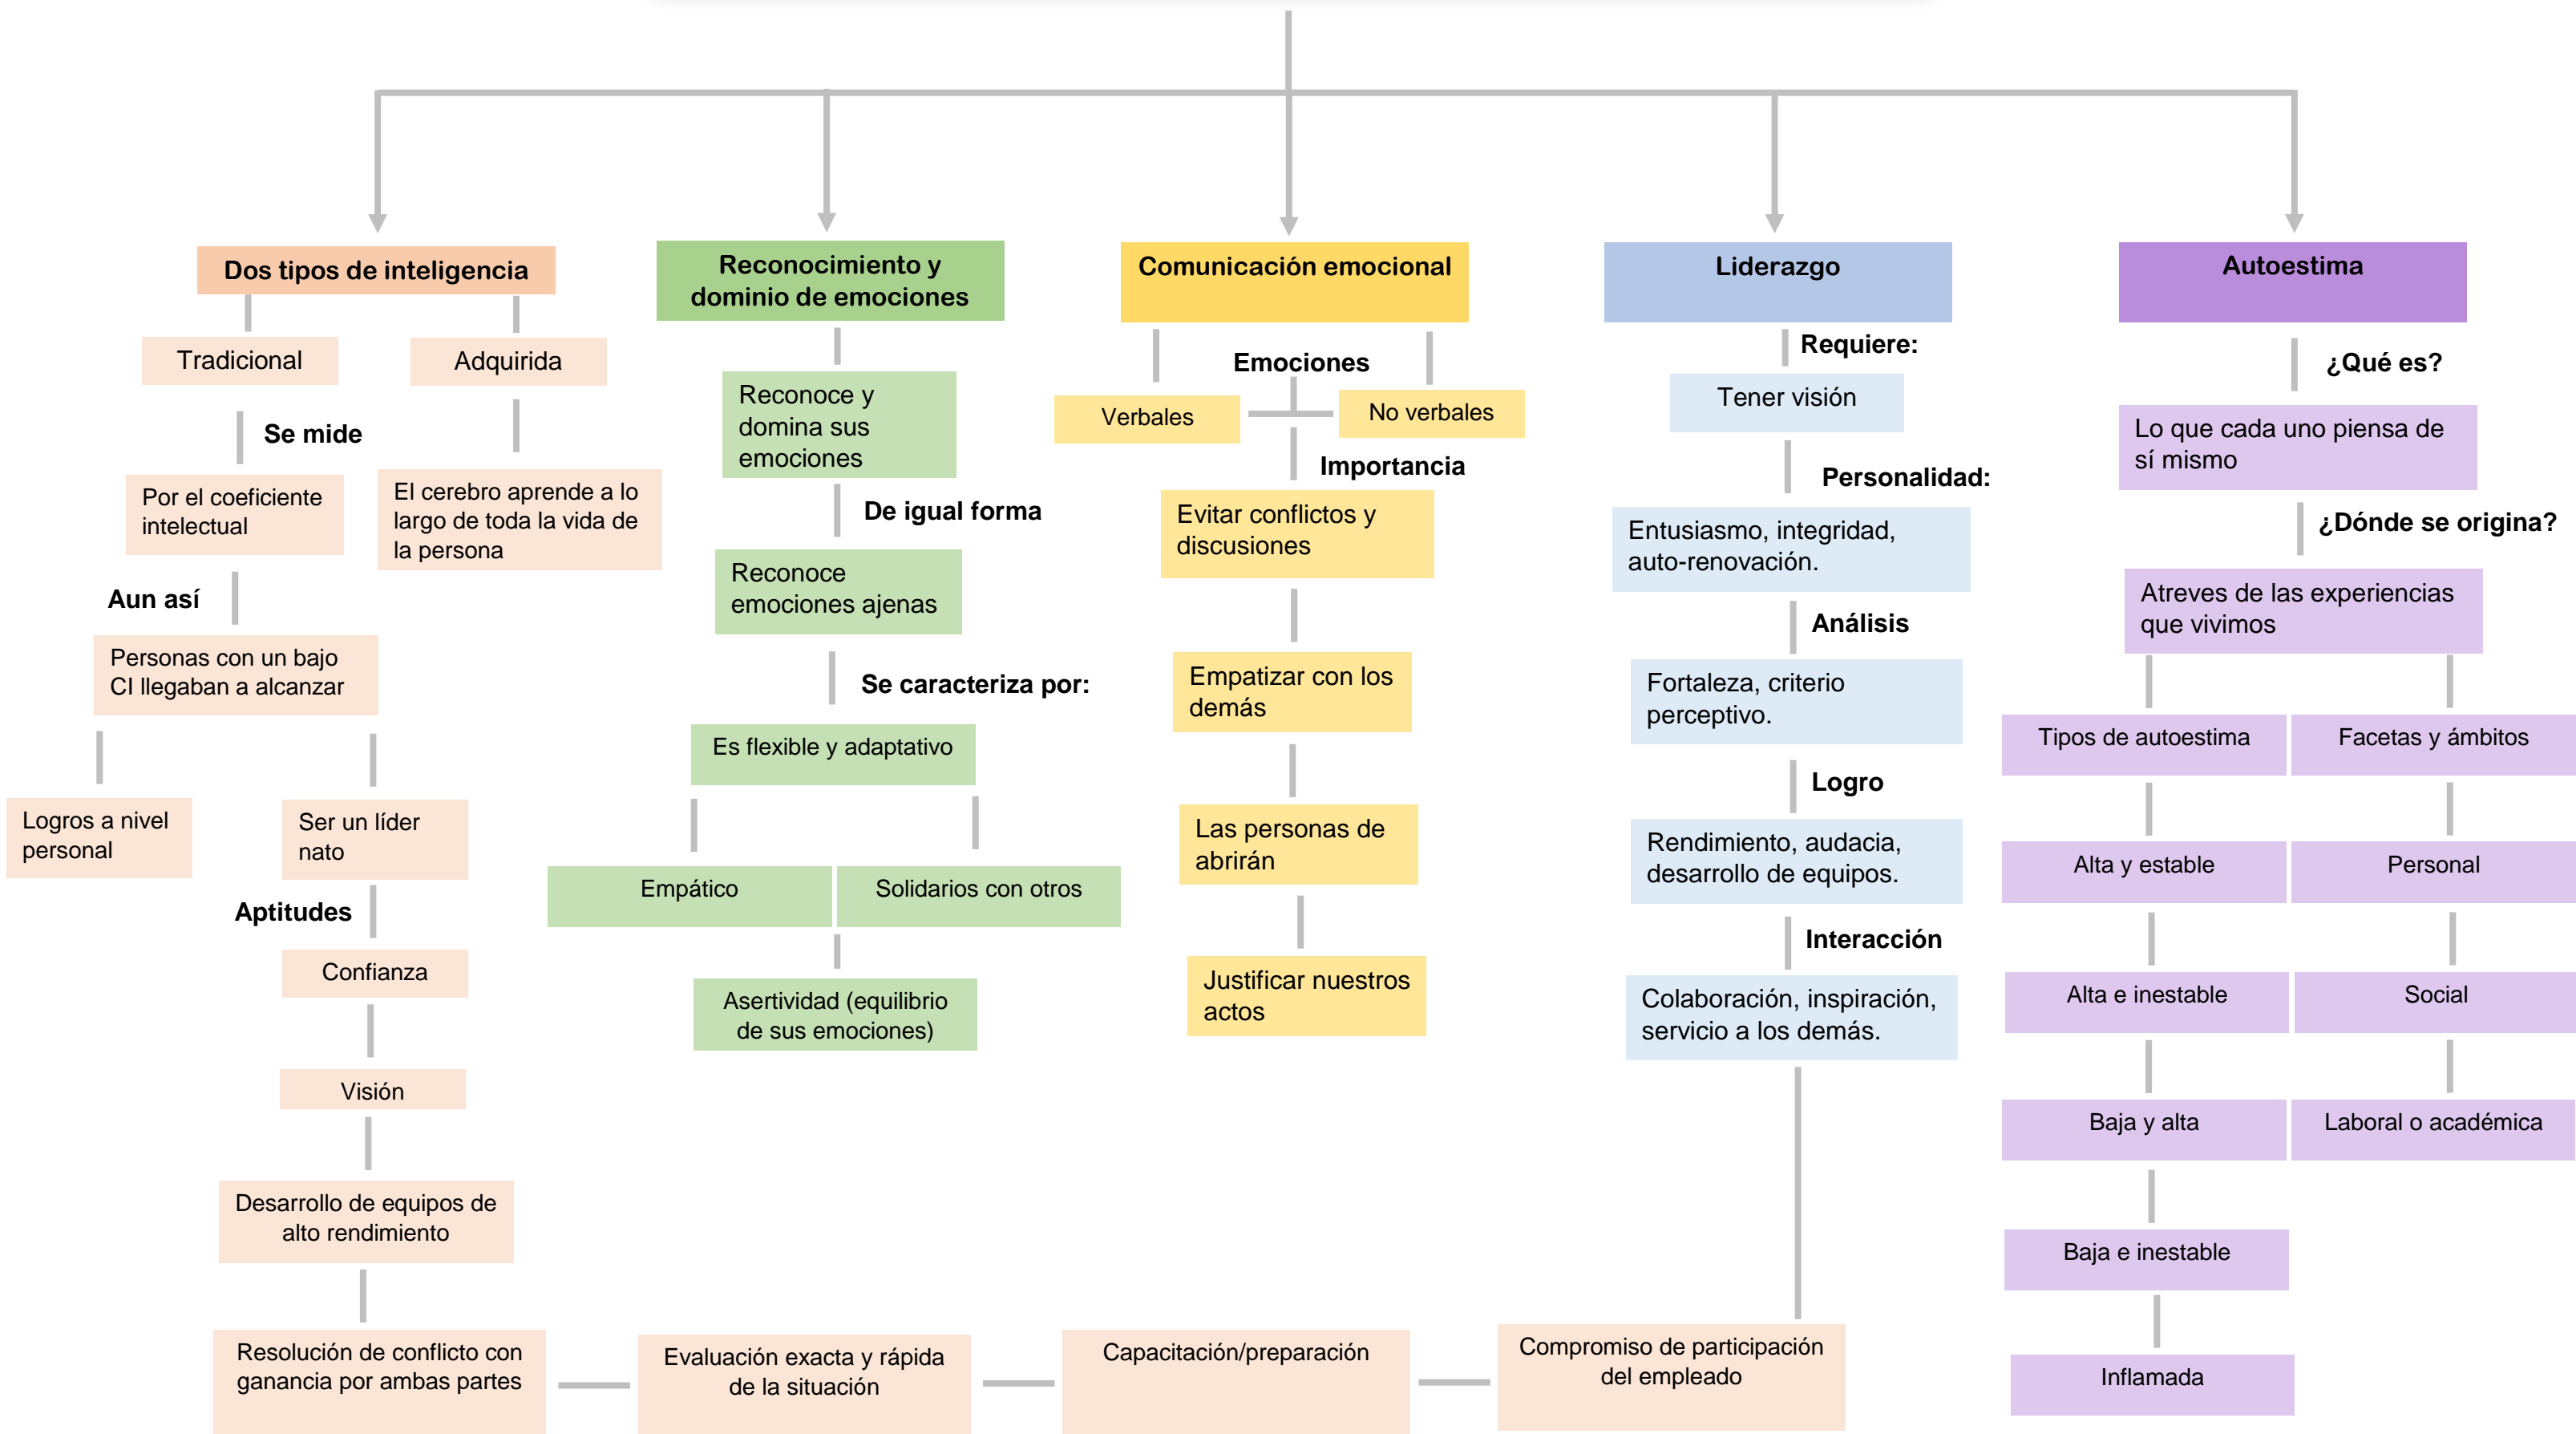 Dos tipos de inteligencia
Tradicional
Adquirida
Se mide
Por el coeficiente
intelectual
El cerebro aprende a lo
largo de toda la vida de
la persona
Aun así
Personas con un bajo
CI llegaban a alcanzar
Logros a nivel
personal
Ser un líder
nato
Aptitudes
Confianza
Visión
Desarrollo de equipos de
alto rendimiento
Resolución de conflicto con
ganancia por ambas partes
Evaluación exacta y rápida
de la situación
Capacitación/preparación
Compromiso de participación
del empleado
Reconocimiento y
dominio de emociones
Reconoce y
domina sus
emociones
De igual forma
Reconoce
emociones ajenas
Se caracteriza por:
Es flexible y adaptativo
Empático
Solidarios con otros
Asertividad (equilibrio
de sus emociones)
Comunicación emocional
Emociones
Verbales
No verbales
Importancia
Evitar conflictos y
discusiones
Empatizar con los
demás
Las personas de
abrirán
Justificar nuestros
actos
Liderazgo
Requiere:
Tener visión
Personalidad:
Entusiasmo, integridad,
auto-renovación.
Análisis
Fortaleza, criterio
perceptivo.
Logro
Rendimiento, audacia,
desarrollo de equipos.
Interacción
Colaboración, inspiración,
servicio a los demás.
Autoestima
¿Qué es?
Lo que cada uno piensa de
sí mismo
¿Dónde se origina?
Atreves de las experiencias
que vivimos
Tipos de autoestima
Facetas y ámbitos
Alta y estable
Personal
Alta e inestable
Social
Baja y alta
Laboral o académica
Baja e inestable
Inflamada